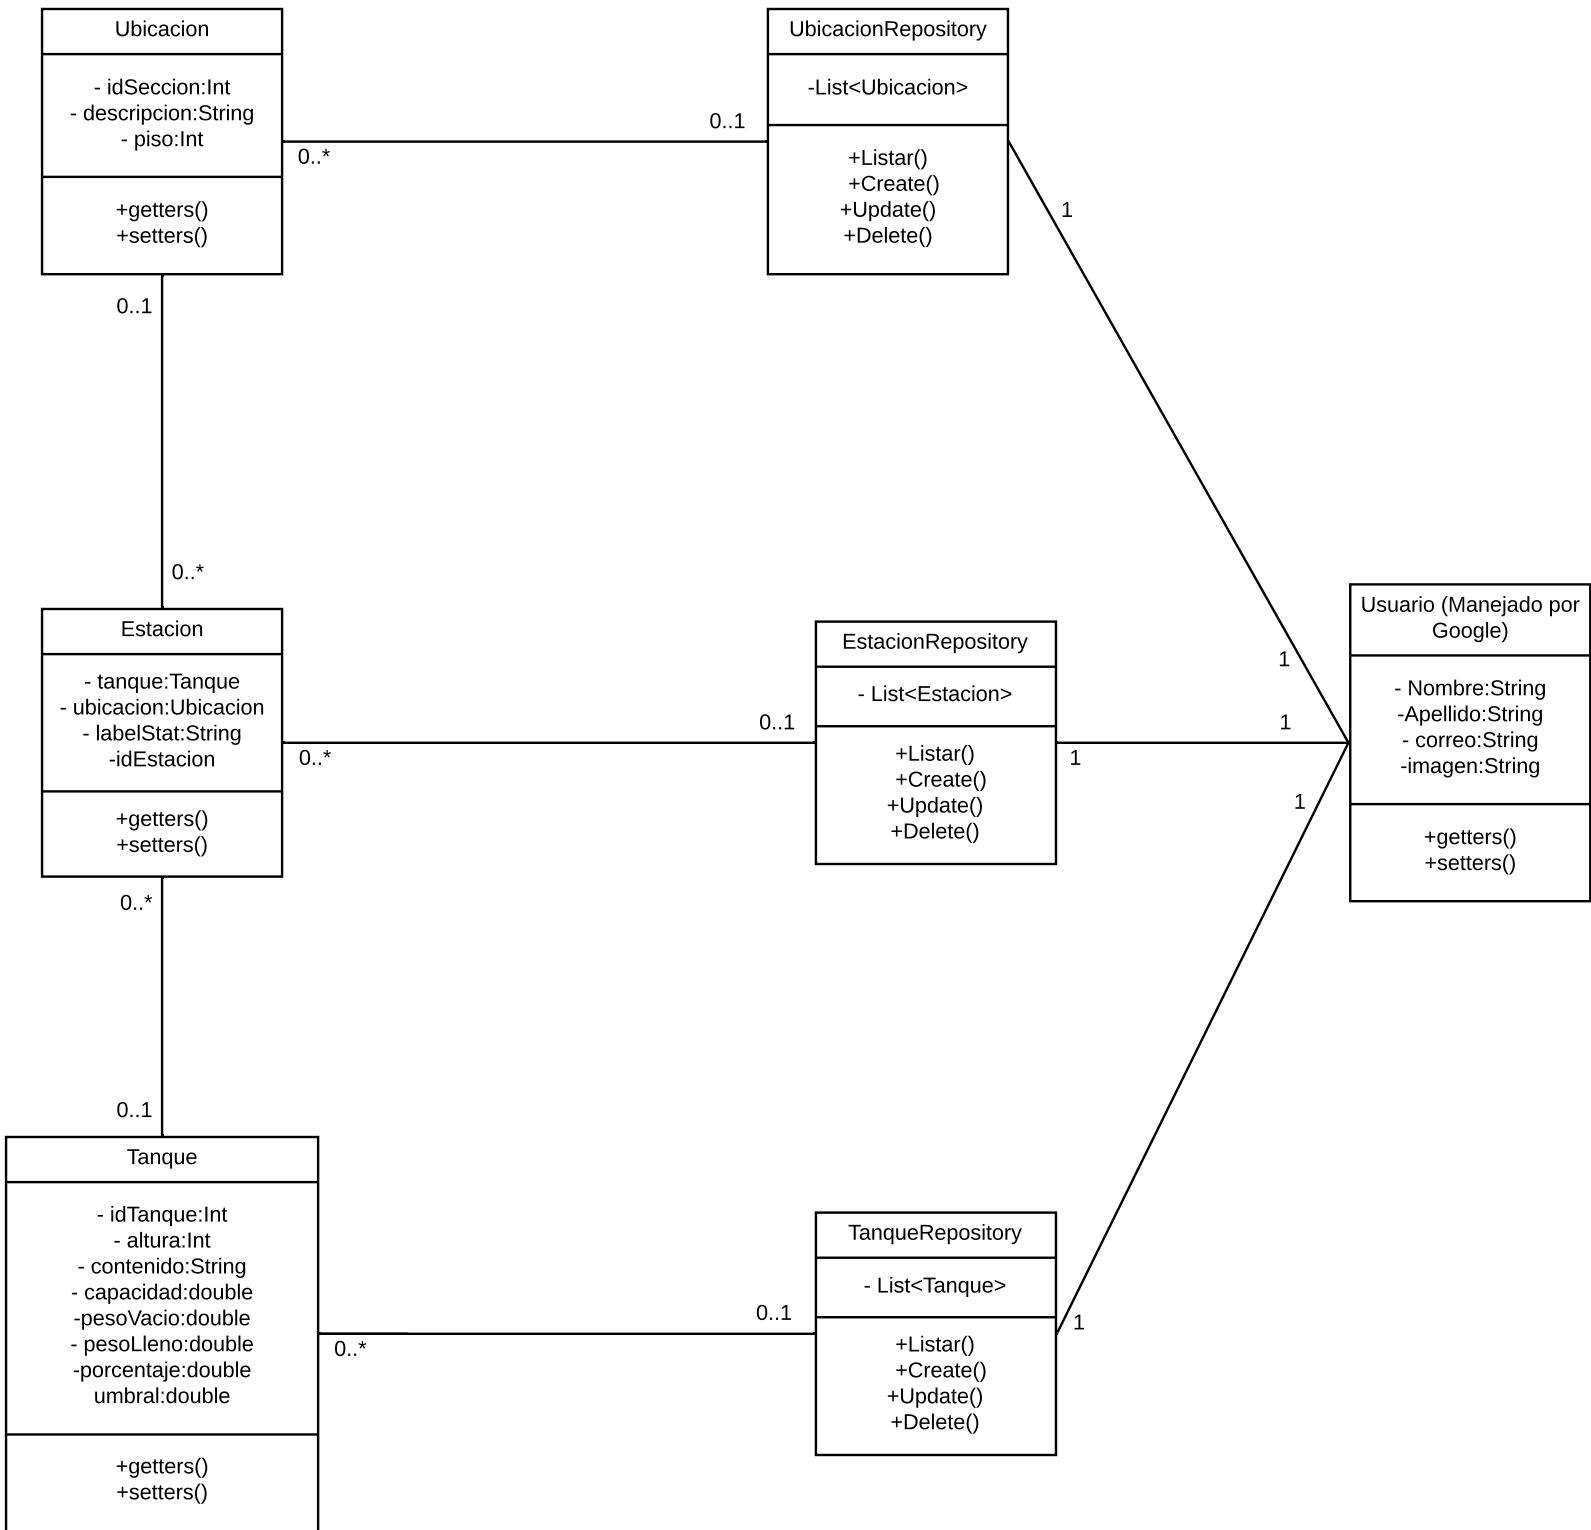 Ubicacion
- idSeccion:Int
- descripcion:String
- piso:Int
+getters()
+setters()
0..*
0..1
UbicacionRepository
-List<Ubicacion>
+Listar()
+Create()
+Update()
+Delete()
1
1
0..1
0..*
Estacion
- tanque:Tanque
- ubicacion:Ubicacion
- labelStat:String
-idEstacion
+getters()
+setters()
0..*
0..1
EstacionRepository
- List<Estacion>
+Listar()
+Create()
+Update()
+Delete()
1
1
Usuario (Manejado por
Google)
- Nombre:String
-Apellido:String
- correo:String
-imagen:String
+getters()
+setters()
1
0..*
0..1
Tanque
- idTanque:Int
- altura:Int
- contenido:String
- capacidad:double
-pesoVacio:double
- pesoLleno:double
-porcentaje:double
umbral:double
+getters()
+setters()
0..*
0..1
TanqueRepository
- List<Tanque>
+Listar()
+Create()
+Update()
+Delete()
1